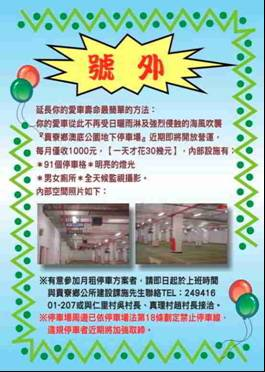 號外
延長你的愛車壽命最簡單的方法：
你的愛車從此不再受日曬雨淋及強烈侵蝕的海風吹襲
『貢寮鄉澳底公園地下停車場』近期即將開放營運，
每月僅收1000元，【一天才花30幾元】，內部設施有：
＊91個停車格＊明亮的燈光
＊男女廁所＊全天候監視攝影。
內部空間照片如下：
※有意參加月租停車方案者，請即日起於上班時間
與貢寮鄉公所建設課施先生聯絡TEL：249416
01-207或與仁里村吳村長、真理村趙村長接洽。
※停車場周邊已依停車場法第18條劃定禁止停車線，
違規停車者近期將加強取締。